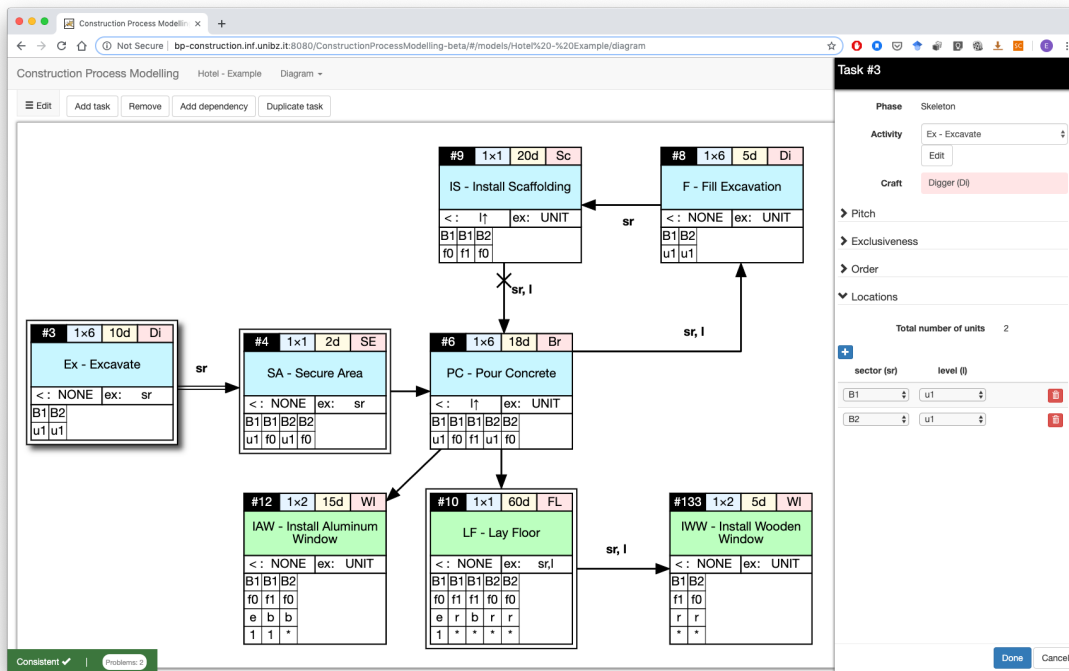 Construction Process Modelling
Not Secure | bp-construction.inf.unibz.it:8080/ConstructionProcessModelling-beta/#/models/Hotel%20-%20Example/diagram
E
Construction Process Modelling Hotel - Example Diagram
Edit Add task Remove Add dependency Duplicate task
#9 1×1 20d Sc
IS - Install Scaffolding
<: l↑ ex: UNIT
B1 B1 B2
f0 f1 f0
#8 1×6 5d Di
F - Fill Excavation
<: NONE ex: UNIT
B1 B2
u1 u1
sr
sr, l
sr, l
#3 1×6 10d Di
Ex - Excavate
<: NONE ex: sr
B1 B2
u1 u1
sr
#4 1×1 2d SE
SA - Secure Area
<: NONE ex: sr
B1 B1 B2 B2
u1 f0 u1 f0
#6 1×6 18d Br
PC - Pour Concrete
<: l↑ ex: UNIT
B1 B1 B1 B2 B2
u1 f0 f1 u1 f0
#12 1×2 15d WI
IAW - Install Aluminum
Window
<: NONE ex: UNIT
B1 B1 B2
f0 f1 f0
e b b
1 1 *
#10 1×1 60d FL
LF - Lay Floor
<: NONE ex: sr,l
B1 B1 B1 B2 B2
f0 f1 f1 f0 f0
e r b r r
1 * * * *
sr, l
#133 1×2 5d WI
IWW - Install Wooden
Window
<: NONE ex: UNIT
B1 B2
f1 f0
r r
* *
Consistent ✓ | Problems: 2
Task #3
Phase Skeleton
Activity Ex - Excavate
Edit
Craft Digger (Di)
Pitch
Exclusiveness
Order
Locations
Total number of units 2
+
sector (sr) level (l)
B1 u1
B2 u1
Done Cancel